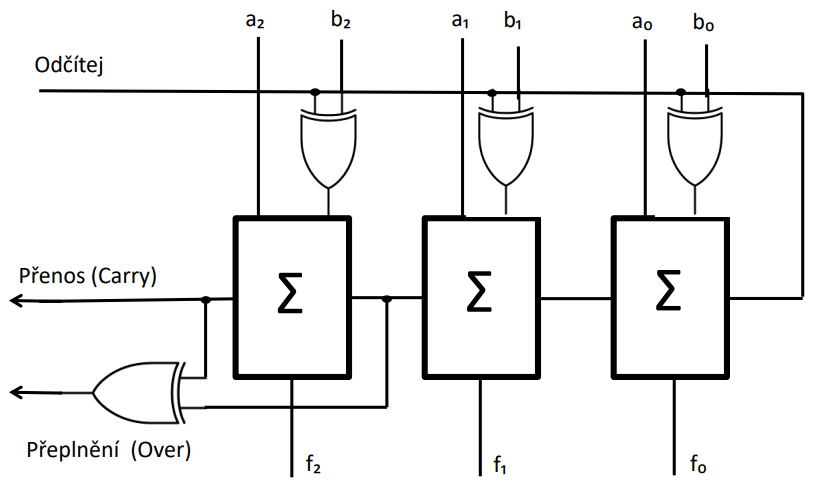 a₂ b₂ a₁ b₁ a₀ b₀
Odčítej
Σ Σ Σ
Přenos (Carry)
Přeplnění (Over)
f₂ f₁ f₀